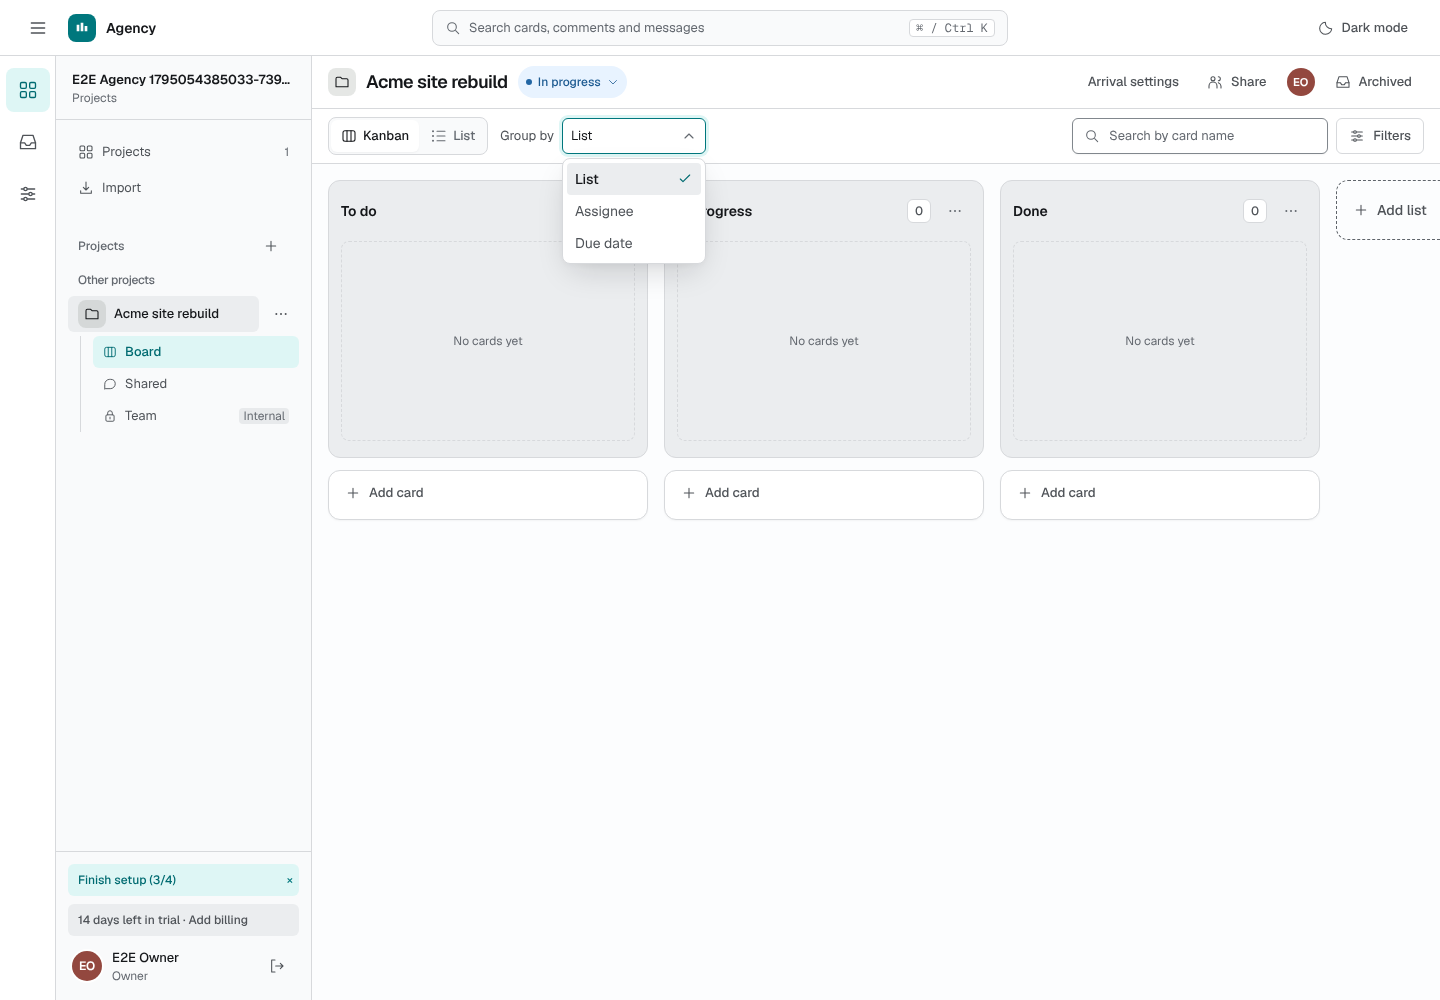 Agency
Search cards, comments and messages
⌘ / Ctrl K
Dark mode
E2E Agency 1795054385033-739...
Projects
Projects
1
Import
Projects
Other projects
Acme site rebuild
Board
Shared
Team
Internal
Finish setup (3/4)
×
14 days left in trial · Add billing
EO
E2E Owner
Owner
Acme site rebuild
In progress
Arrival settings
Share
EO
Archived
Kanban
List
Group by
List
Search by card name
Filters
List
Assignee
Due date
To do
No cards yet
Add card
rogress
0
No cards yet
Add card
Done
0
No cards yet
Add card
Add list